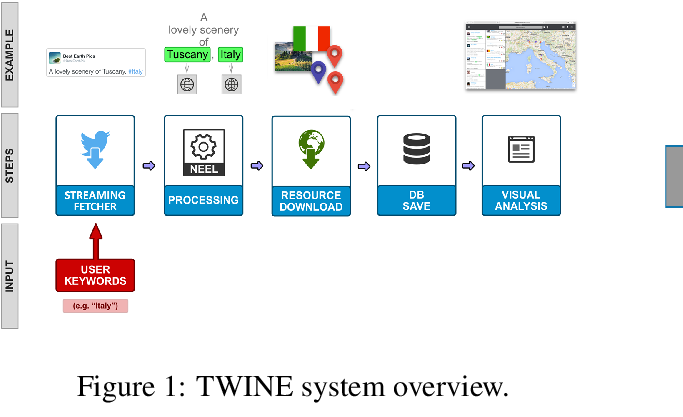 EXAMPLE
Best Earth Pics
A lovely scenery of Tuscany. #Italy
A
lovely scenery
of
Tuscany, Italy
STEPS
NEEL
STREAMING
FETCHER
PROCESSING
RESOURCE
DOWNLOAD
DB
SAVE
VISUAL
ANALYSIS
INPUT
USER
KEYWORDS
(e.g. "Italy")
Figure 1: TWINE system overview.